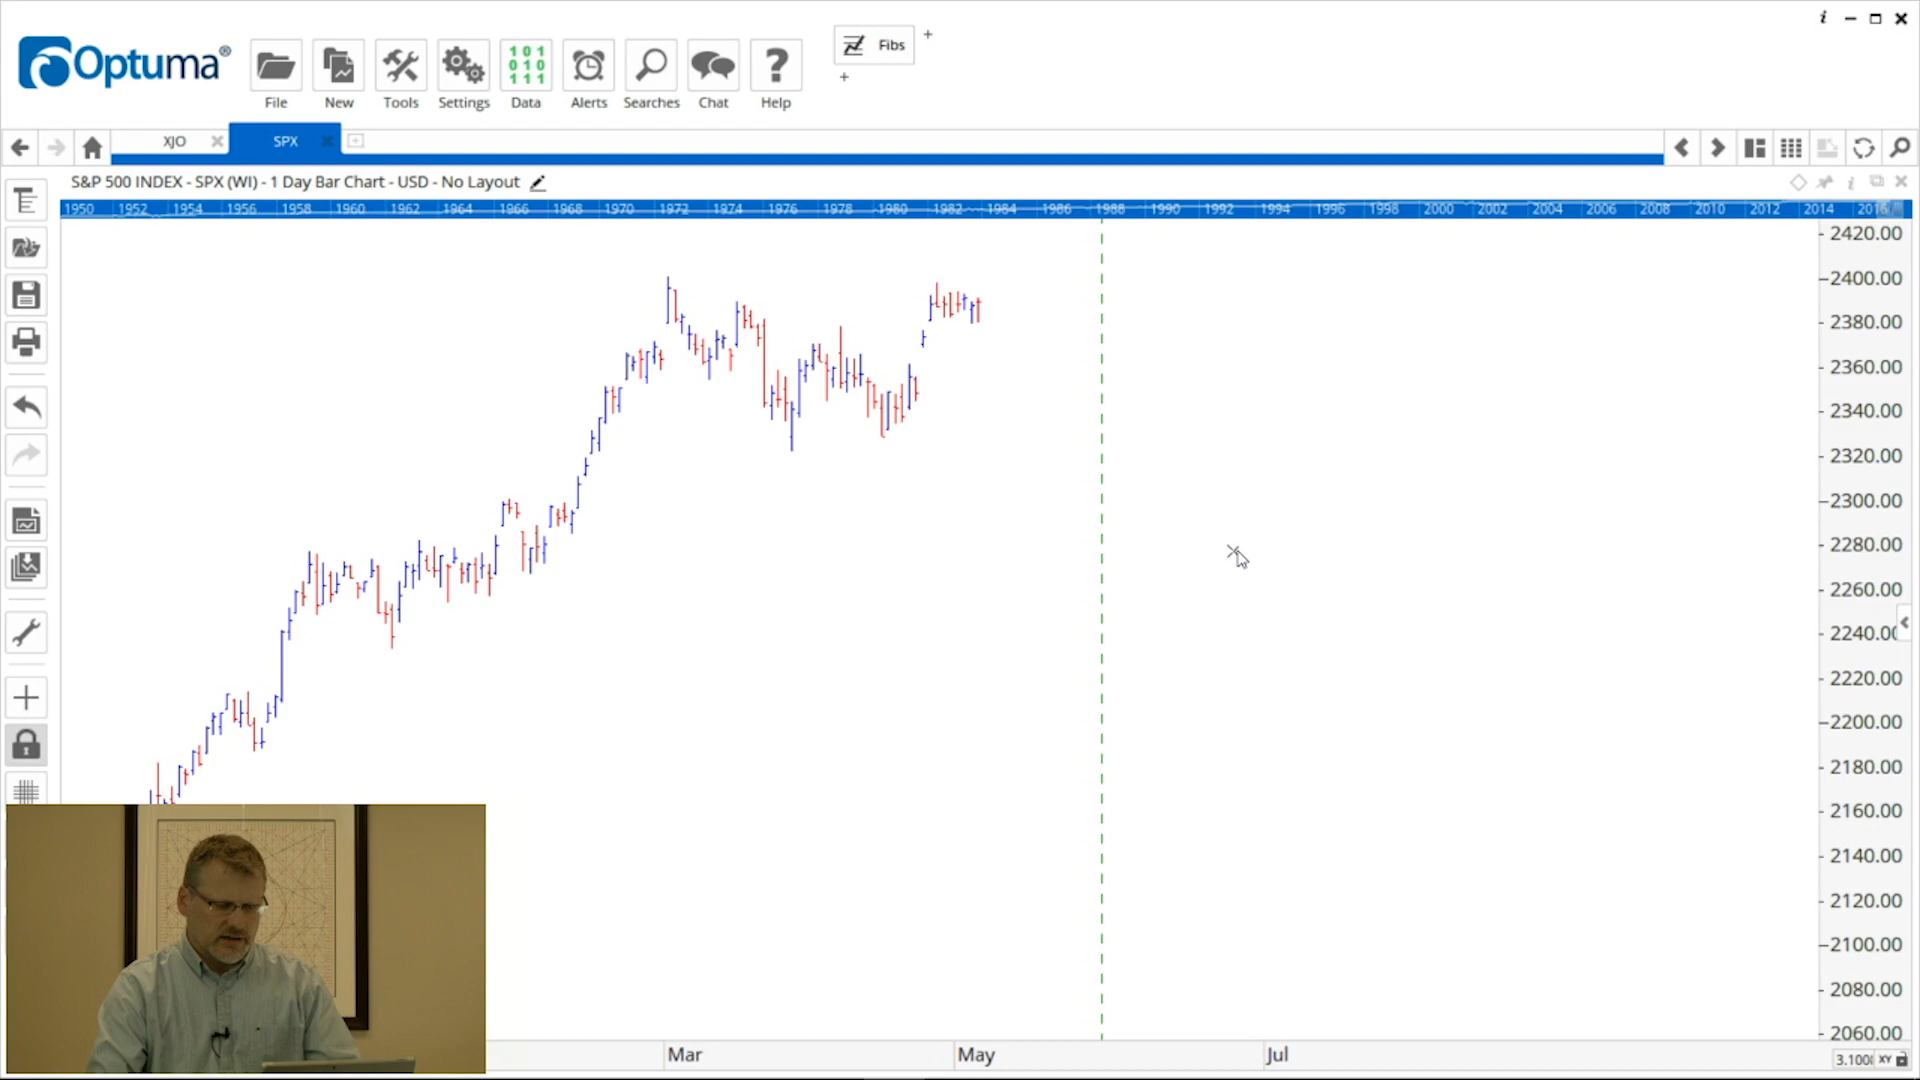 i
Optuma®
File
New
Tools
Settings
101
010
111
Data
Alerts
Searches
Chat
?
Help
Fibs
XJO
SPX
S&P 500 INDEX - SPX (WI) - 1 Day Bar Chart - USD - No Layout
1950 1952 1954 1956 1958 1960 1962 1964 1966 1968 1970 1972 1974 1976 1978 1980 1982 1984 1986 1988 1990 1992 1994 1996 1998 2000 2002 2004 2006 2008 2010 2012 2014 2016
2420.00
2400.00
2380.00
2360.00
2340.00
2320.00
2300.00
2280.00
2260.00
2240.00
2220.00
2200.00
2180.00
2160.00
2140.00
2120.00
2100.00
2080.00
2060.00
Mar
May
Jul
3.100 XY